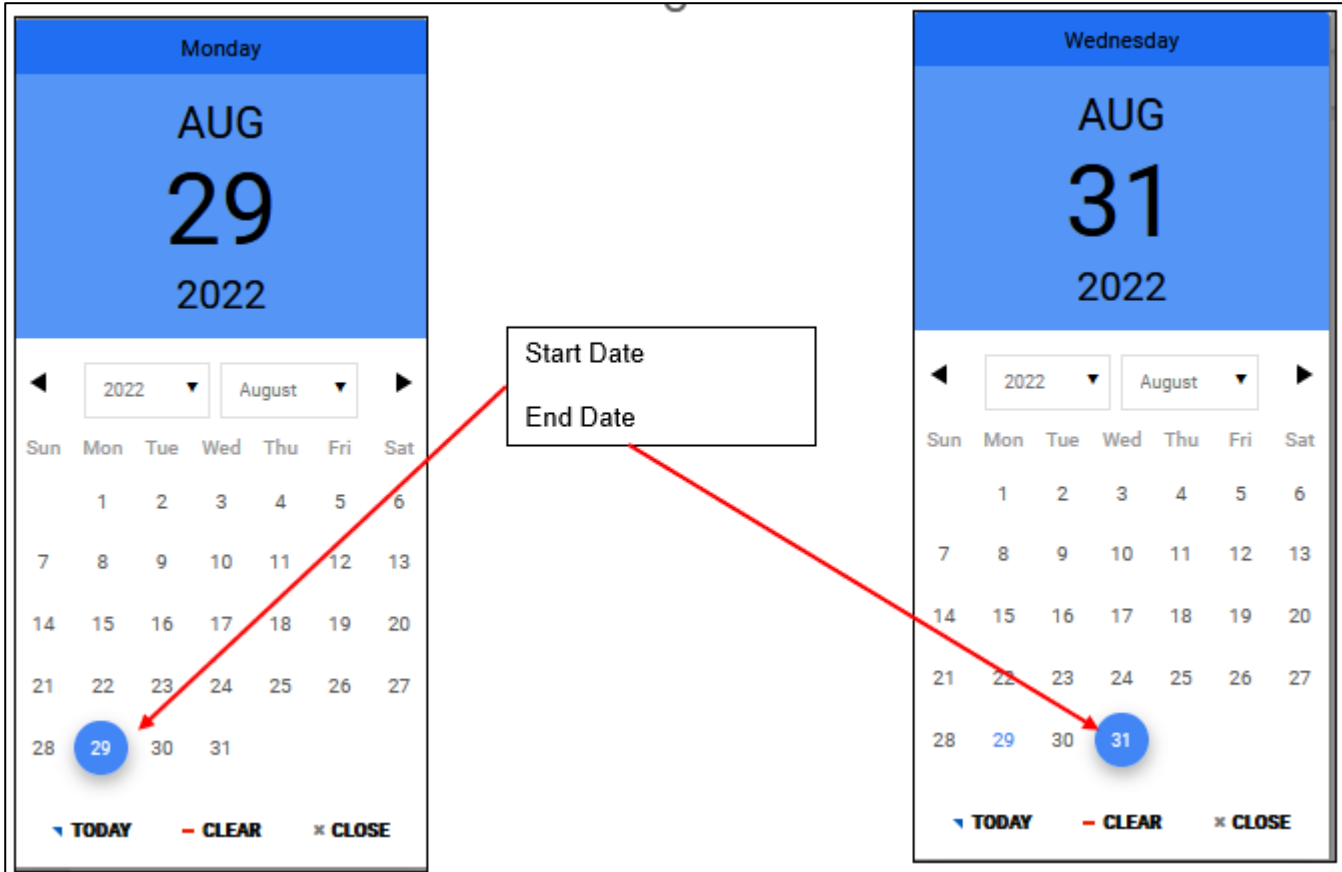 Monday
AUG
29
2022
2022 August
Sun Mon Tue Wed Thu Fri Sat
1 2 3 4 5 6
7 8 9 10 11 12 13
14 15 16 17 18 19 20
21 22 23 24 25 26 27
28 29 30 31
TODAY CLEAR CLOSE
Start Date
End Date
Wednesday
AUG
31
2022
2022 August
Sun Mon Tue Wed Thu Fri Sat
1 2 3 4 5 6
7 8 9 10 11 12 13
14 15 16 17 18 19 20
21 22 23 24 25 26 27
28 29 30 31
TODAY CLEAR CLOSE